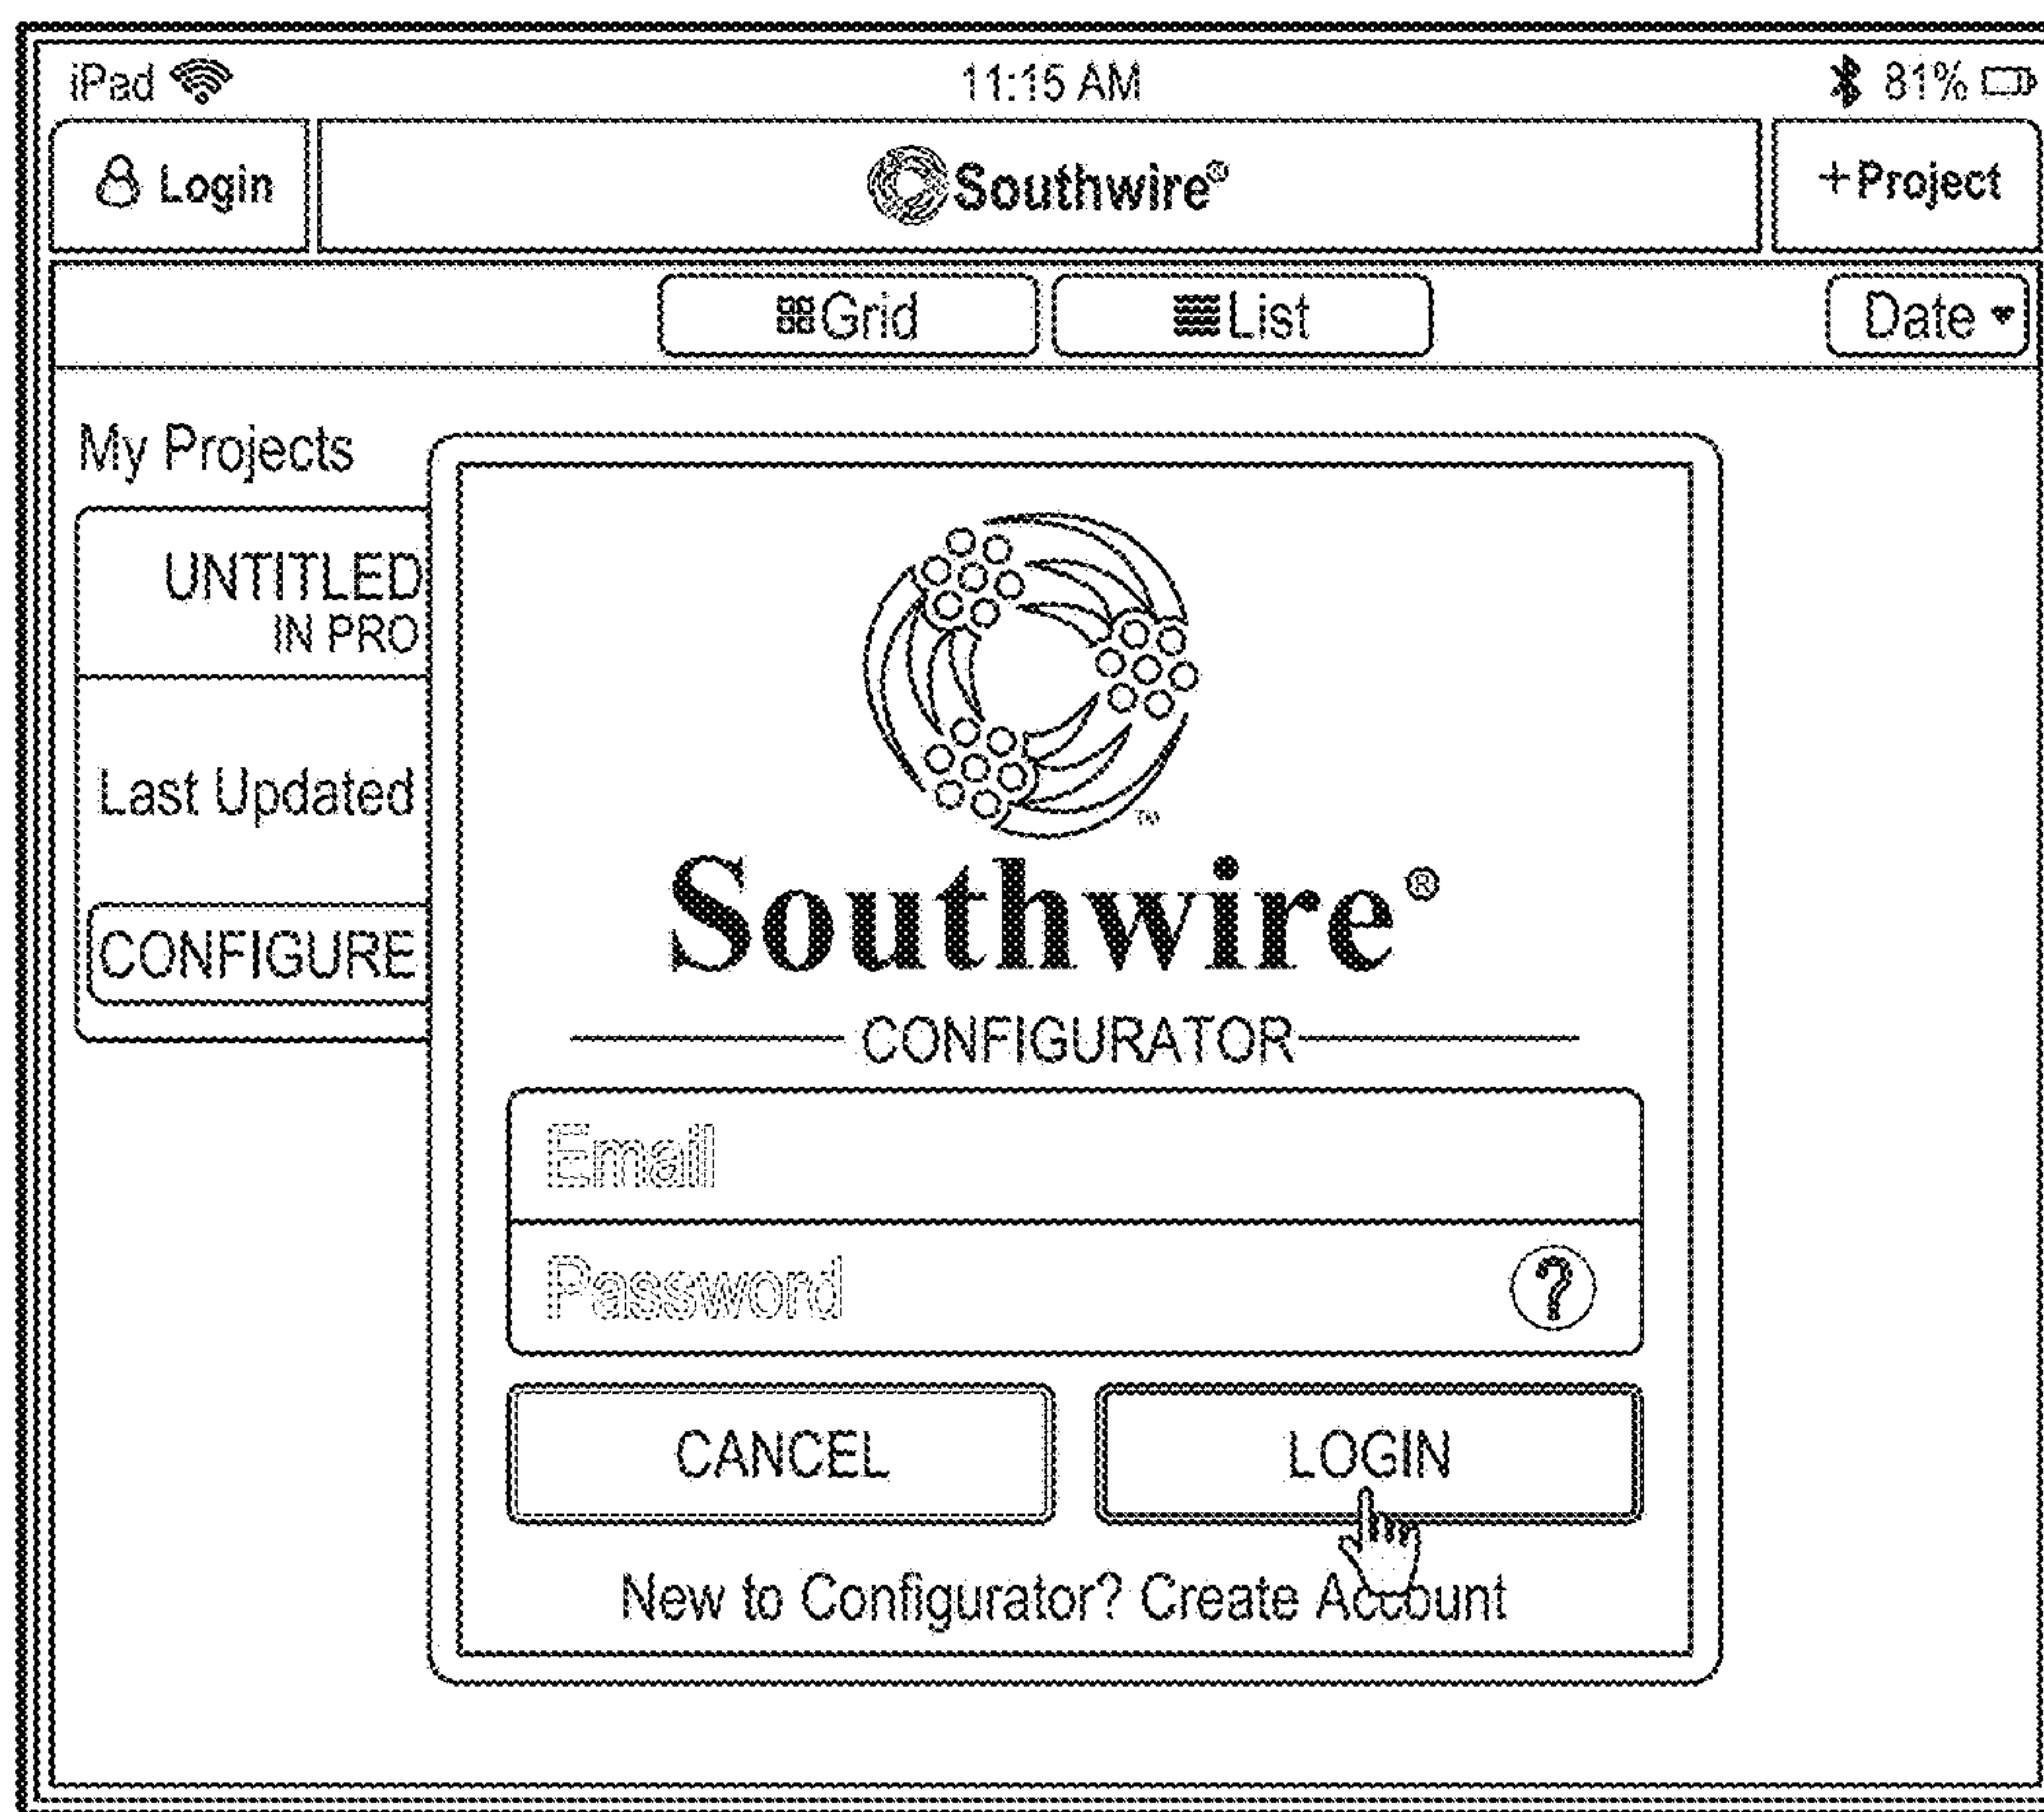 iPad 11:15 AM 81%
Login Southwire® +Project
Grid List Date
My Projects
UNTITLED
IN PRO
Last Updated
CONFIGURE
TM
Southwire®
CONFIGURATOR
Email
Password ?
CANCEL LOGIN
New to Configurator? Create Account